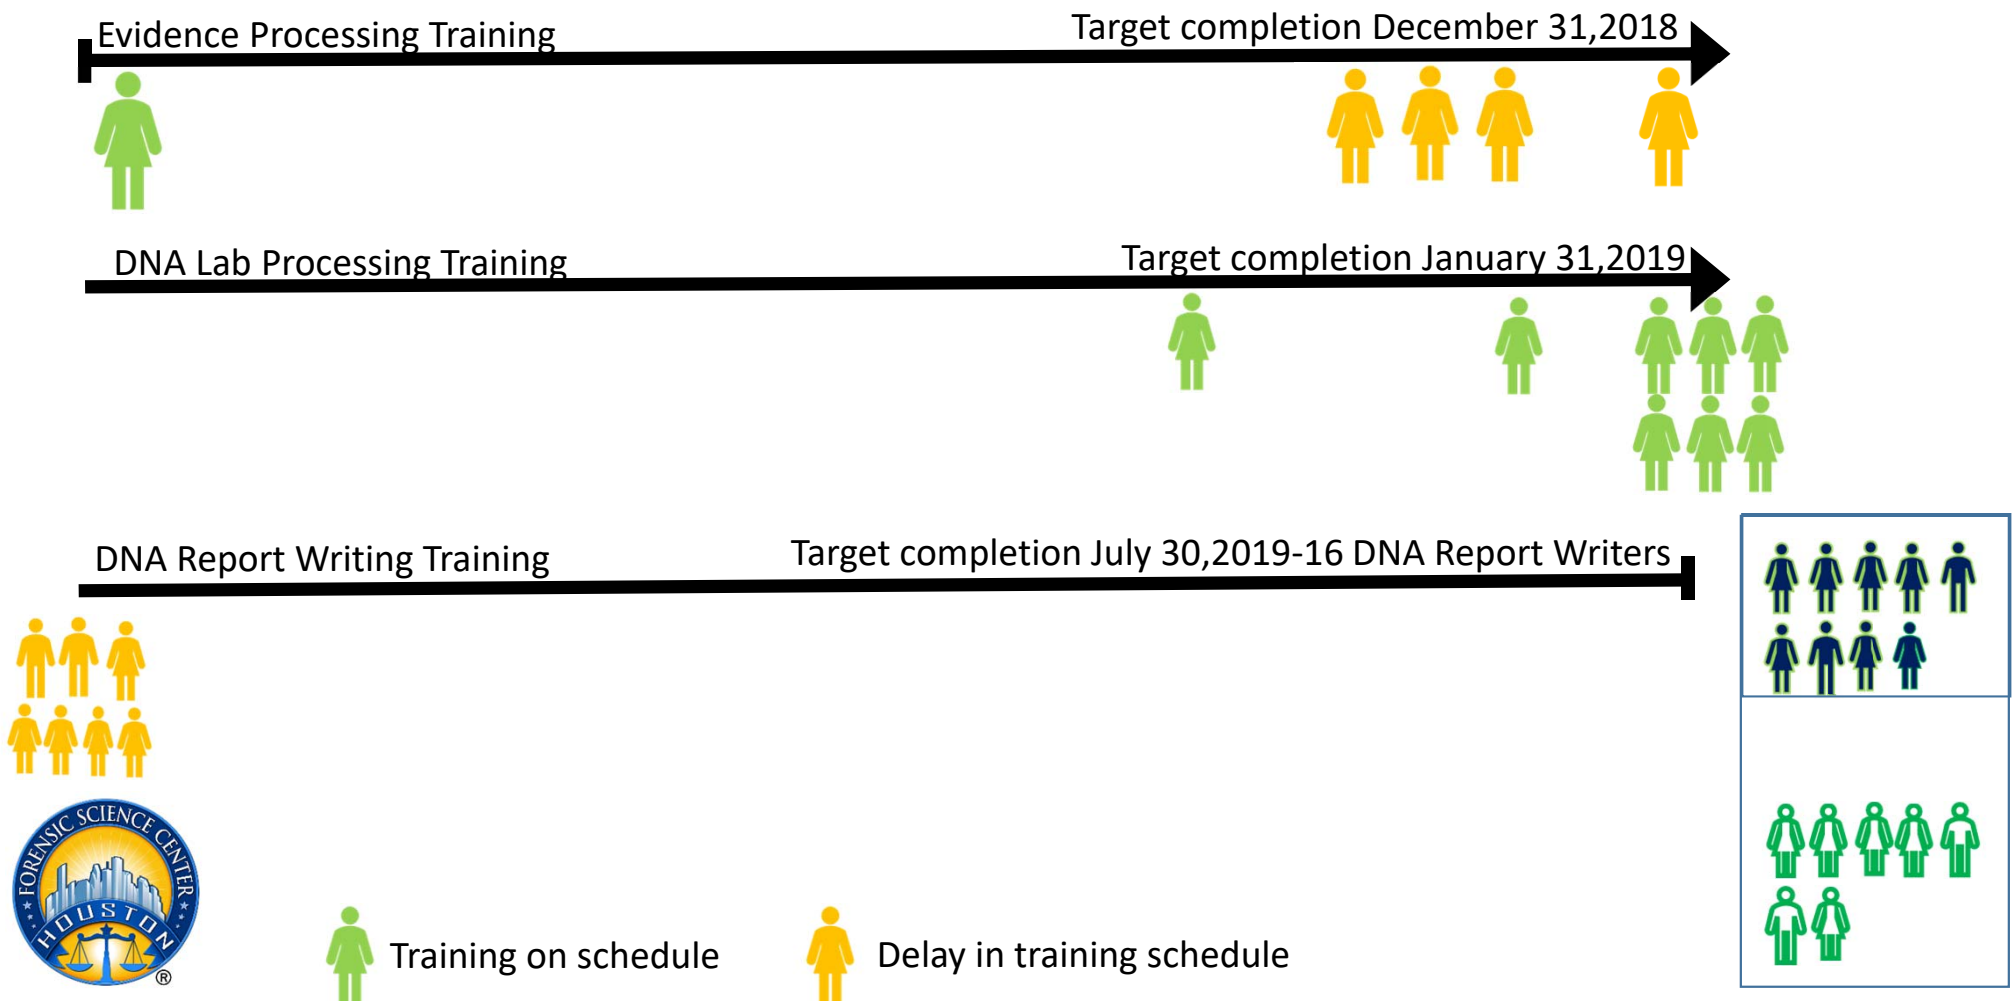 Evidence Processing Training
Target completion December 31,2018
DNA Lab Processing Training
Target completion January 31,2019
DNA Report Writing Training
Target completion July 30,2019-16 DNA Report Writers
FORENSIC SCIENCE CENTER
HOUSTON
®
Training on schedule
Delay in training schedule